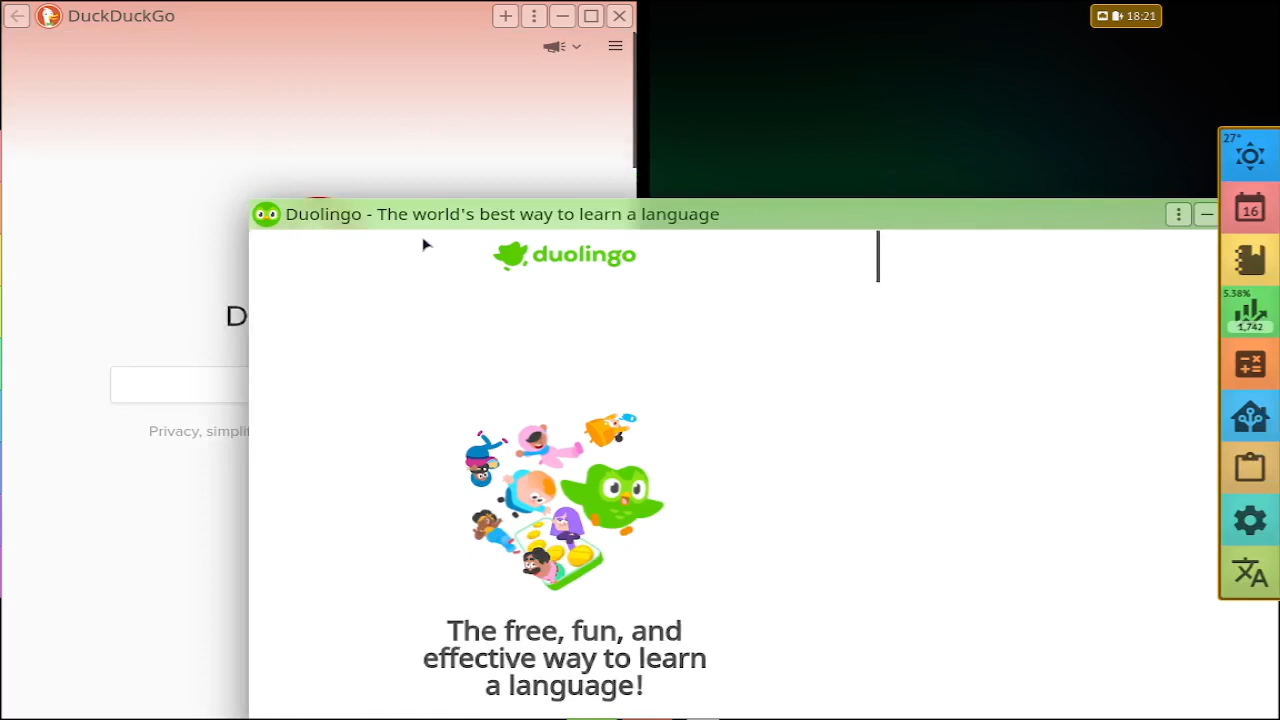 DuckDuckGo
18:21
27°
Duolingo - The world's best way to learn a language
16
duolingo
5.38%
D
1,742
Privacy, simplif
The free, fun, and
effective way to learn
a language!